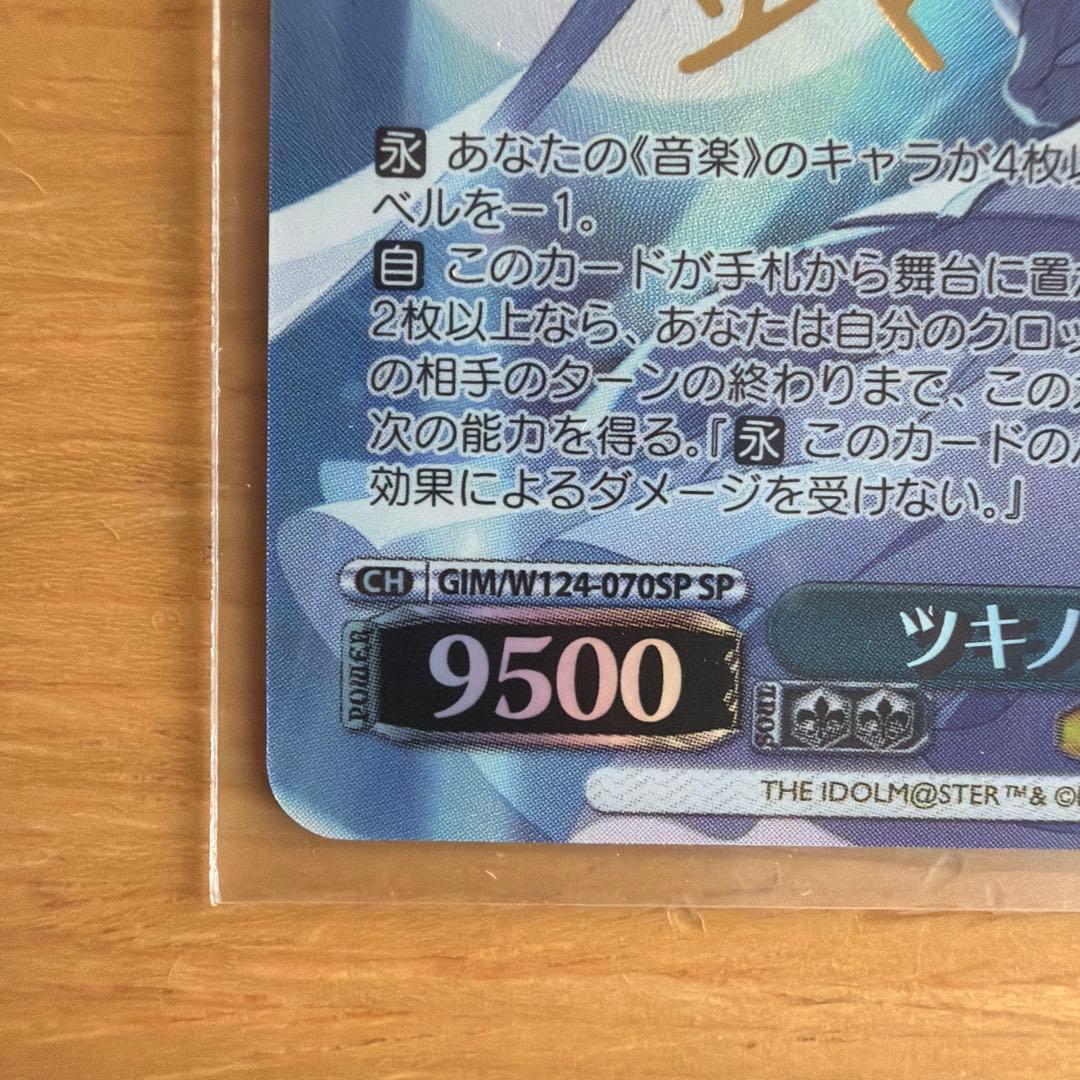 永 あなたの《音楽》のキャラが4枚以
ベルを－1。
自 このカードが手札から舞台に置か
2枚以上なら、あなたは自分のクロッ
の相手のターンの終わりまで、このカ
次の能力を得る。『永 このカードの
効果によるダメージを受けない。』
CH GIM/W124-070SP SP
POWER 9500
ツキノ
SOUL
THE IDOLM@STER™& ©